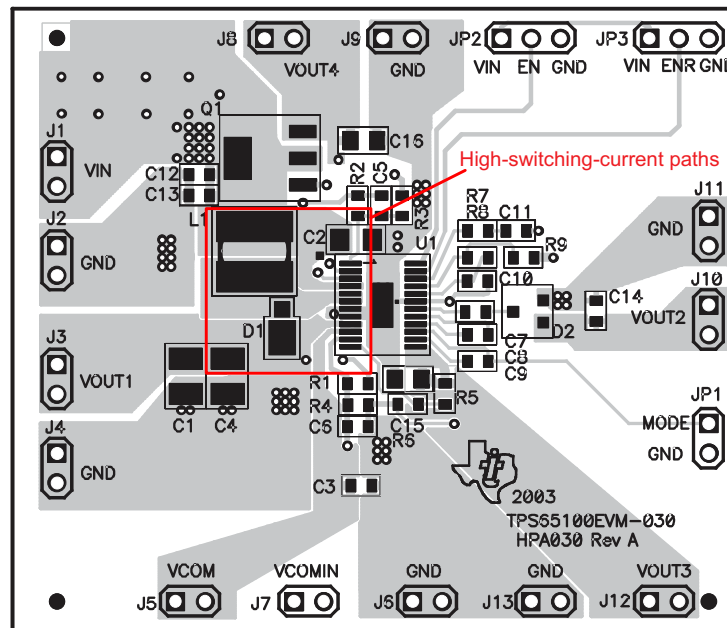 J8
VOUT4
J9
GND
JP2
VIN EN GND
JP3
VIN ENR GND
Q1
J1
VIN
C12
C13
C16
High-switching-current paths
R2
C5
R3
L1
J2
GND
C2
U1
R7
R8
C11
R9
C10
J11
GND
J10
VOUT2
C14
D2
D1
J3
VOUT1
C7
C8
C9
R1
R4
C6
R5
C15
R6
C1
C4
JP1
MODE
GND
J4
GND
C3
2003
TPS65100EVM-030
HPA030 Rev A
VCOM
J5
VCOMIN
J7
GND
J6
GND
J13
VOUT3
J12